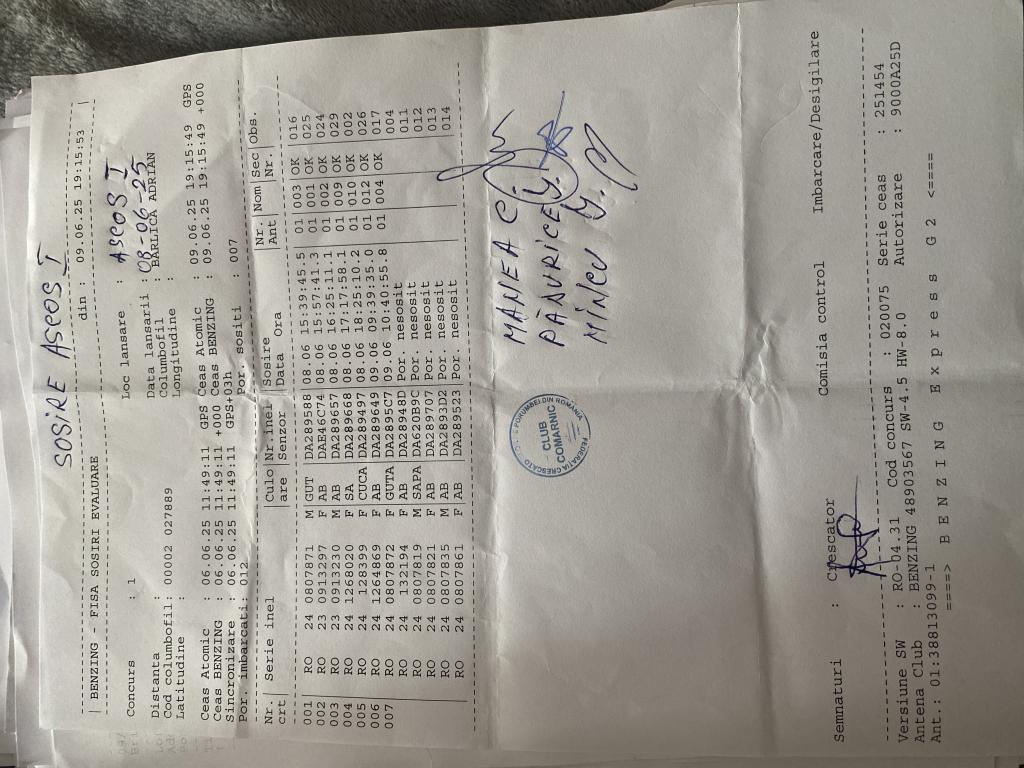 SOSIRE ASCOS I
| BENZING - FISA SOSIRI EVALUARE din : 09.06.25 19:15:53 |
Concurs : 1 Loc lansare : ASCOS I
Distanta : Data lansarii : 08-06-25
Cod columbofil: 00002 027889 Columbofil : BARLICA ADRIAN
Latitudine : Longitudine :
Ceas Atomic : 06.06.25 11:49:11 GPS Ceas Atomic : 09.06.25 19:15:49 GPS
Ceas BENZING : 06.06.25 11:49:11 +000 Ceas BENZING : 09.06.25 19:15:49 +000
Sincronizare : 06.06.25 11:49:11 GPS+03h
Por. imbarcati: 012 Por. sositi : 007
Nr.| Serie inel |Culo|Nr.inel|Sosire |Nr.|Nom|Sec|Obs.
crt| |are |Senzor |Data Ora |Ant| |Nr.|
001 RO 24 0807871 M GUT DA289588 08.06 15:39:45.5 01 003 OK 016
002 RO 23 0913297 F AB DAE46C74 08.06 15:57:41.3 01 001 OK 025
003 RO 23 0913330 M AB DA289657 08.06 16:25:11.1 01 002 OK 024
004 RO 24 1268020 F SA DA289668 08.06 17:17:58.1 01 009 OK 029
005 RO 24 128399 F CUCA DA289497 08.06 18:25:10.2 01 010 OK 002
006 RO 24 1264869 F AB DA289649 09.06 09:39:35.0 01 012 OK 026
007 RO 24 0807872 F GUTA DA2895C7 09.06 10:40:55.8 01 004 OK 017
RO 24 132194 F AB DA28948D Por. nesosit 004
RO 24 0807819 M SAPA DA620B9C Por. nesosit 011
RO 24 0807821 F AB DA289707 Por. nesosit 012
RO 24 0807835 M AB DA2893D2 Por. nesosit 013
RO 24 0807861 F AB DA289523 Por. nesosit 014
MANEA C.
PĂAVRICE V.
MINCU Y.
CLUB
COMARNIC
Semnaturi : Crescator Comisia control Imbarcare/Desigilare
Versiune SW : RO-04.31 Cod concurs : 020075 Serie ceas : 251454
Antena Club : BENZING 48903567 SW-4.5 HW-8.0 Autorizare : 9000A25D
Ant.: 01:38813099-1
====> B E N Z I N G E x p r e s s G 2 <====